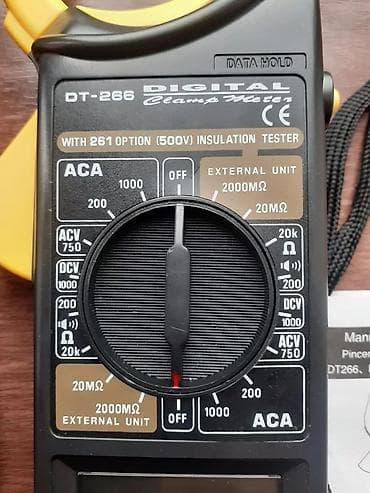 DATA HOLD
DT-266 DIGITAL
Clamp Meter
CE
WITH 261 OPTION (500V) INSULATION TESTER
ACA
1000
200
OFF
EXTERNAL UNIT
2000MΩ
20MΩ
ACV
750
DCV
1000
200
Ω
20k
20k
Ω
200
DCV
1000
ACV
750
20MΩ
2000MΩ
EXTERNAL UNIT
OFF
200
1000
ACA
Manu
Pincer
DT266、